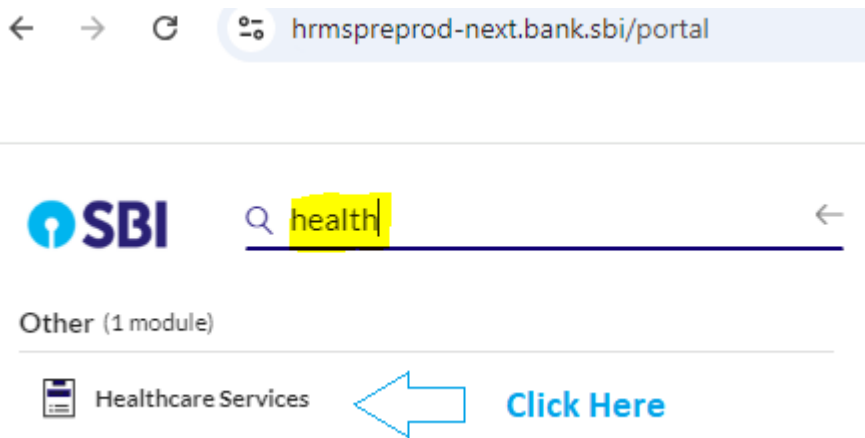 hrmspreprod-next.bank.sbi/portal
SBI
health
Other (1 module)
Healthcare Services
Click Here